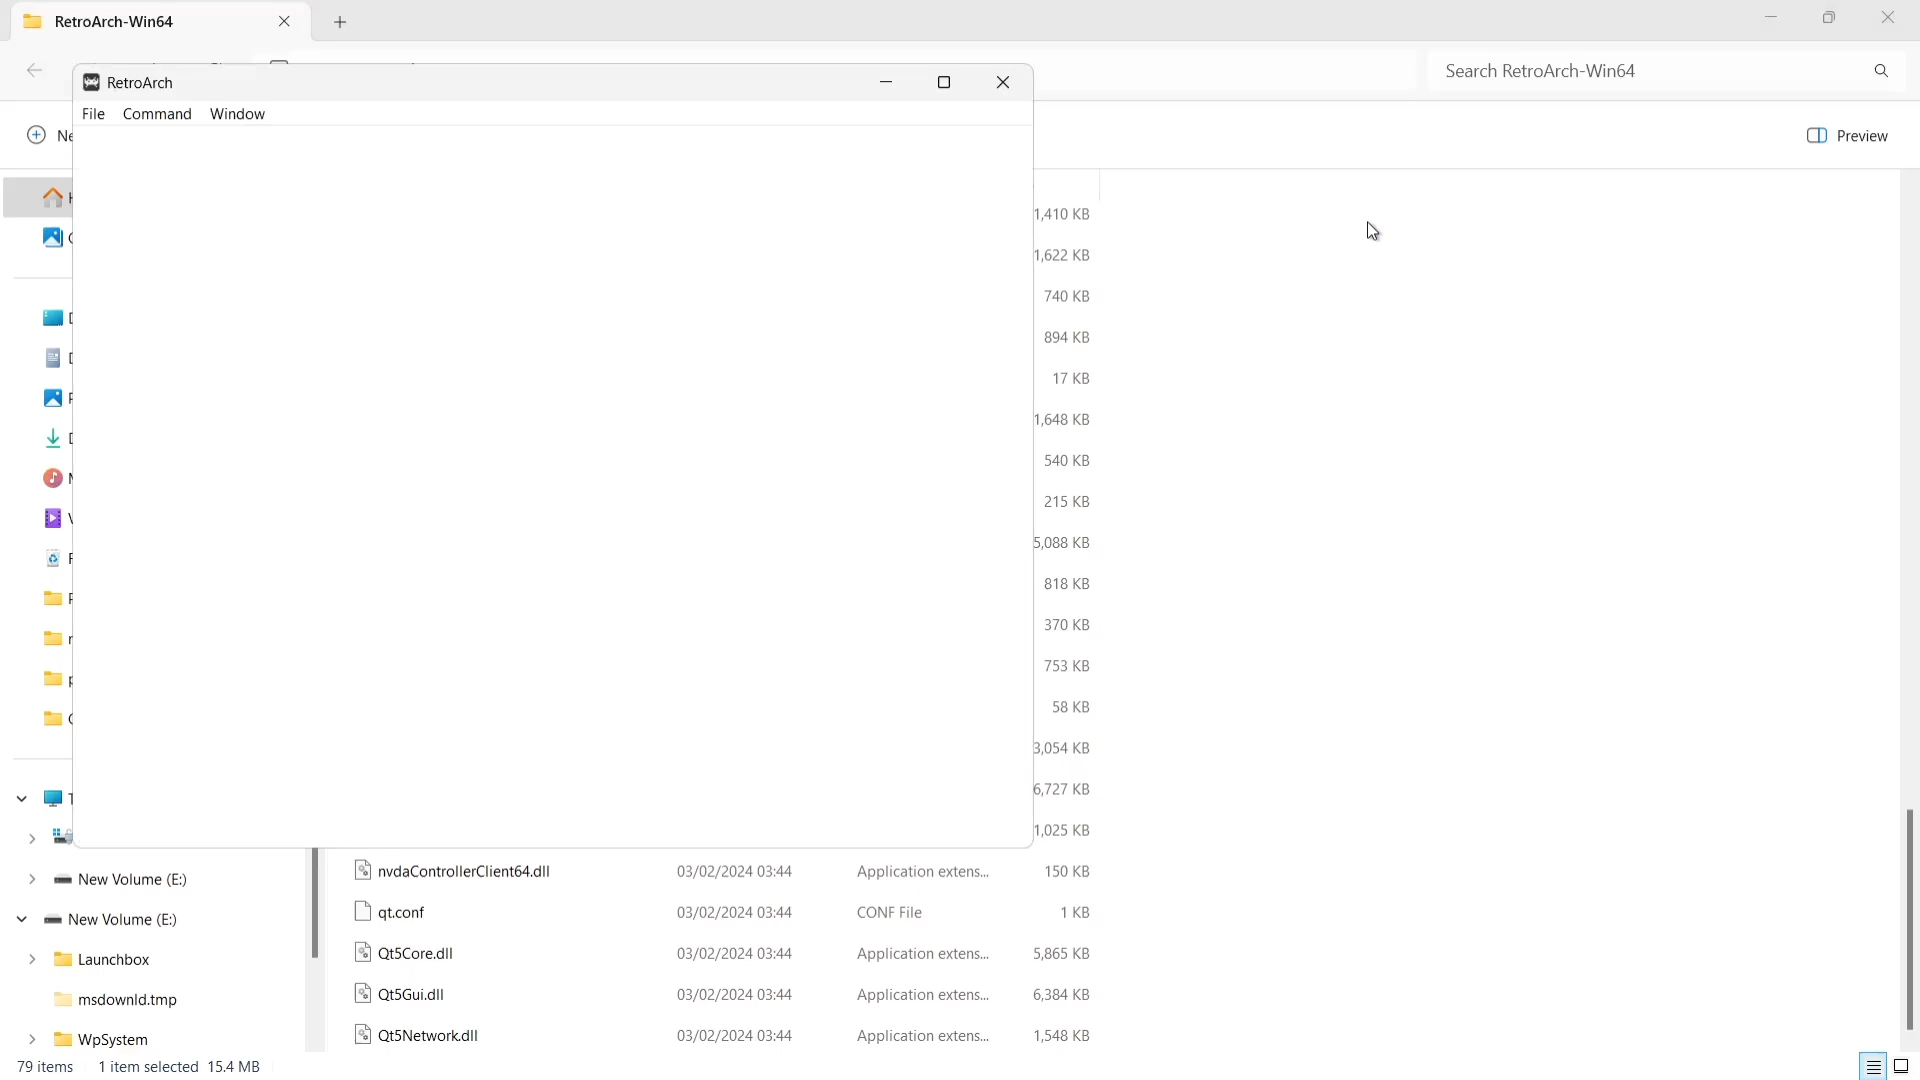 RetroArch-Win64
Search RetroArch-Win64
RetroArch
File Command Window
Preview
1,410 KB
1,622 KB
740 KB
894 KB
17 KB
1,648 KB
540 KB
215 KB
5,088 KB
818 KB
370 KB
753 KB
58 KB
3,054 KB
6,727 KB
1,025 KB
nvdaControllerClient64.dll 03/02/2024 03:44 Application extens... 150 KB
New Volume (E:)
qt.conf 03/02/2024 03:44 CONF File 1 KB
New Volume (E:)
Qt5Core.dll 03/02/2024 03:44 Application extens... 5,865 KB
Launchbox
Qt5Gui.dll 03/02/2024 03:44 Application extens... 6,384 KB
msdownld.tmp
Qt5Network.dll 03/02/2024 03:44 Application extens... 1,548 KB
WpSystem
79 items 1 item selected 15.4 MB